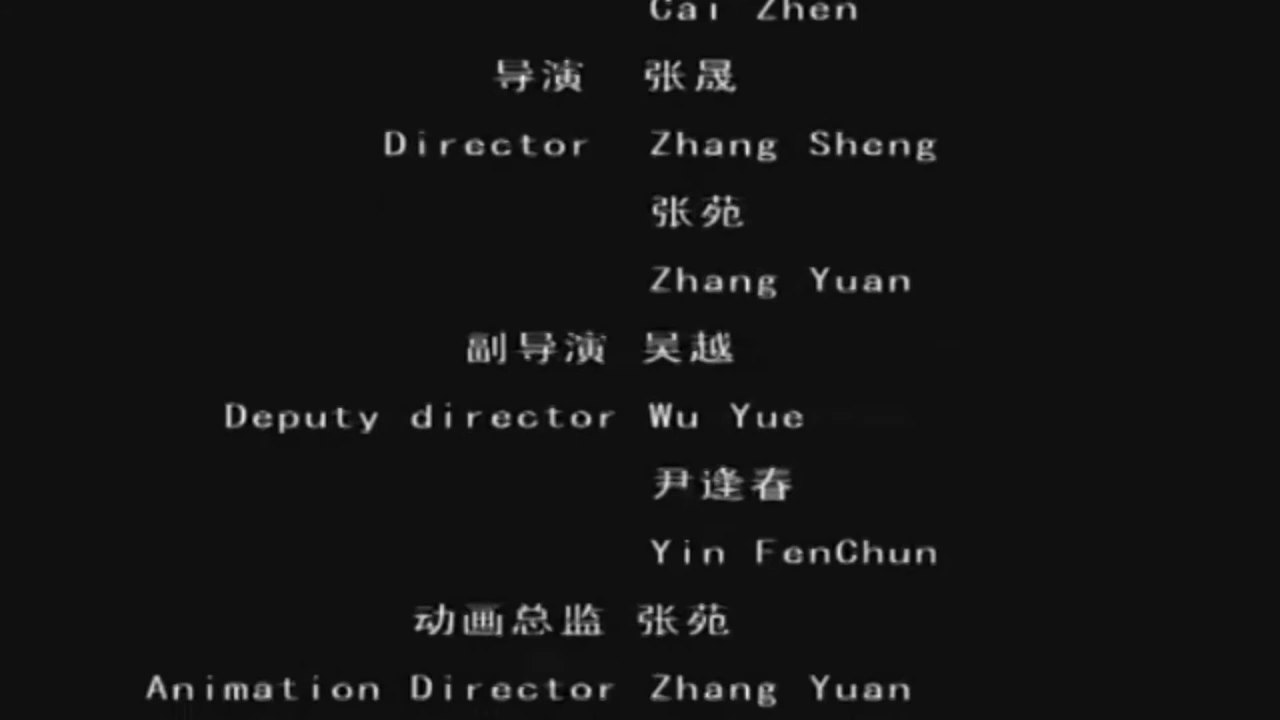 Cai Zhen
导演 张晟
Director Zhang Sheng
张苑
Zhang Yuan
副导演 吴越
Deputy director Wu Yue
尹逢春
Yin FenChun
动画总监 张苑
Animation Director Zhang Yuan